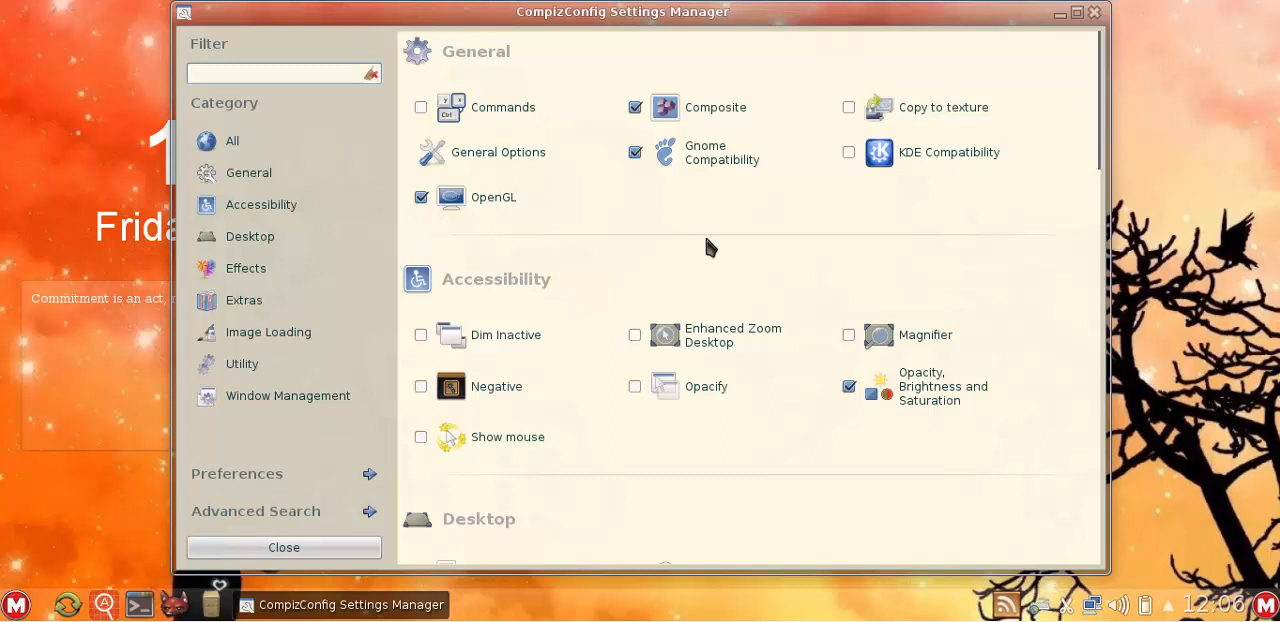 CompizConfig Settings Manager
Filter
Category
All
General
Accessibility
Desktop
Effects
Extras
Image Loading
Utility
Window Management
Preferences
Advanced Search
Close
General
Commands
Composite
Copy to texture
General Options
Gnome
Compatibility
KDE Compatibility
OpenGL
Accessibility
Dim Inactive
Enhanced Zoom
Desktop
Magnifier
Negative
Opacify
Opacity,
Brightness and
Saturation
Show mouse
Desktop
1
Frida
Commitment is an act,
CompizConfig Settings Manager
12:06